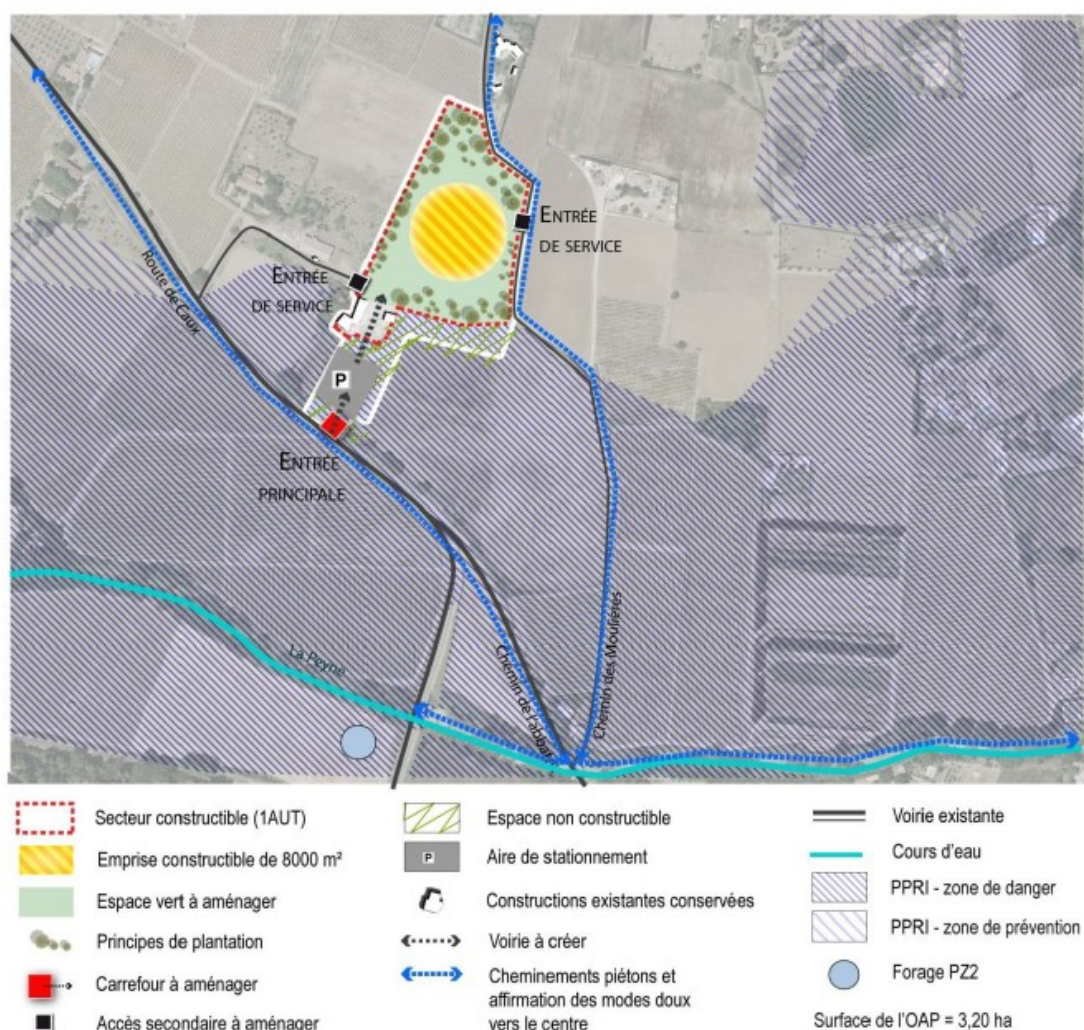 ENTRÉE
DE SERVICE
Route de Caux
ENTRÉE
DE SERVICE
P
ENTRÉE
PRINCIPALE
La Peyne
Chemin de l'abbat
Chemin des Moulières
Secteur constructible (1AUT)
Emprise constructible de 8000 m²
Espace vert à aménager
Principes de plantation
Carrefour à aménager
Accès secondaire à aménager
Espace non constructible
P
Aire de stationnement
Constructions existantes conservées
Voirie à créer
Cheminements piétons et
affirmation des modes doux
vers le centre
Voirie existante
Cours d'eau
PPRI - zone de danger
PPRI - zone de prévention
Forage PZ2
Surface de l'OAP = 3,20 ha